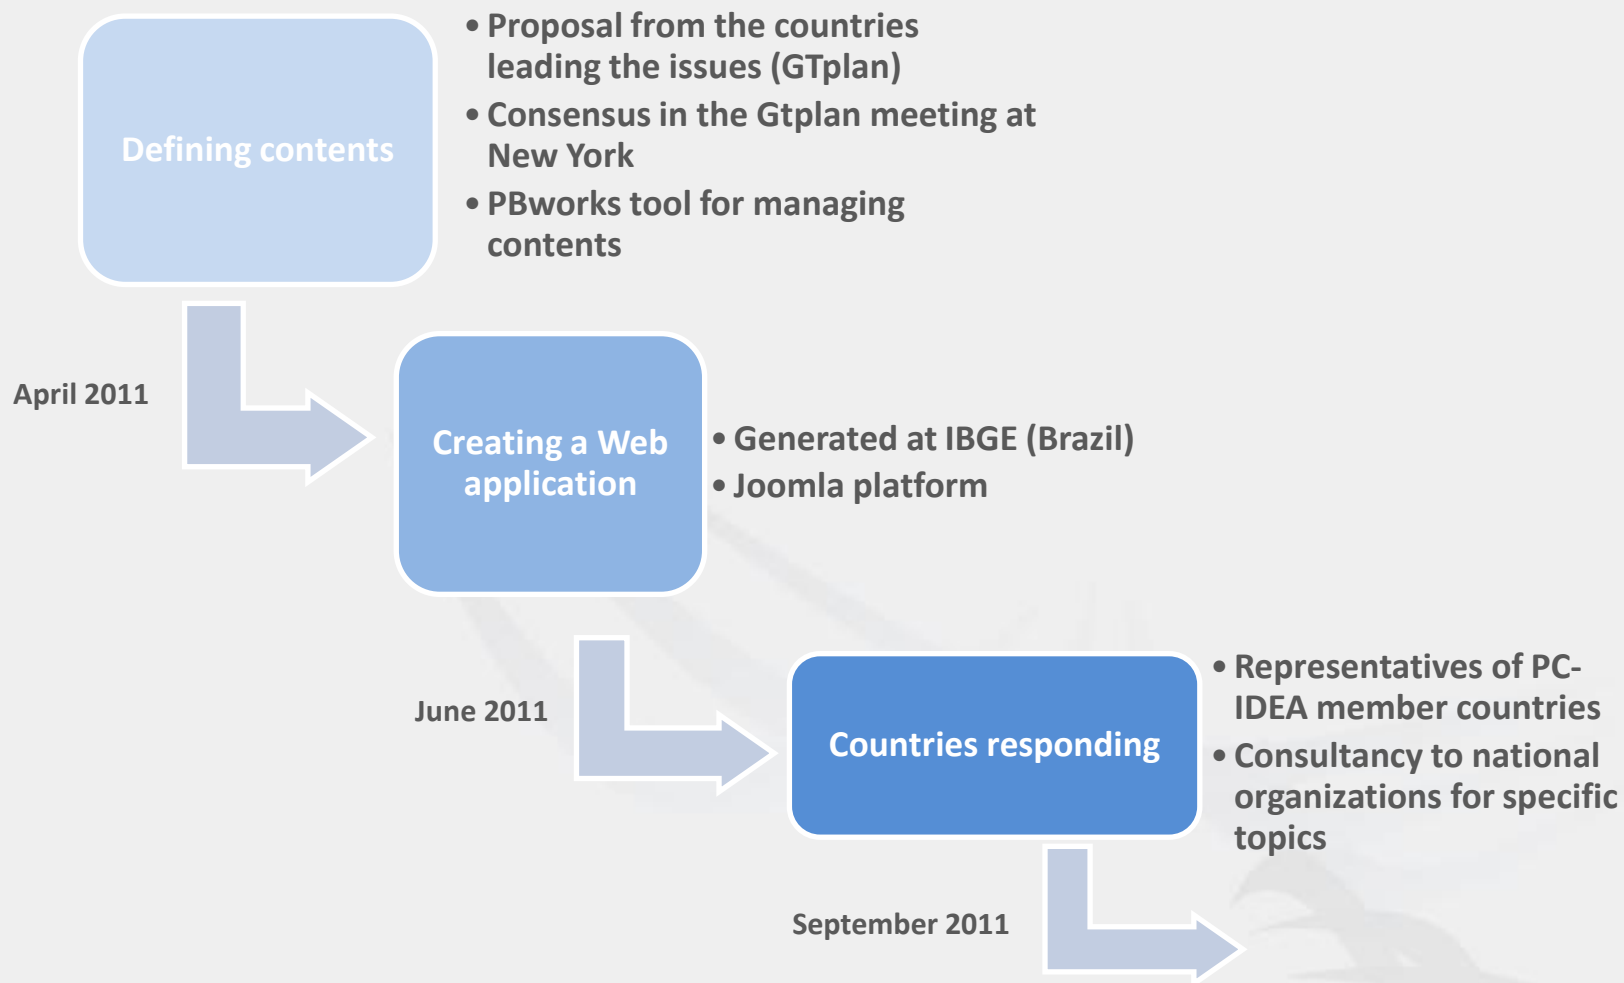 • Proposal from the countries
leading the issues (GTplan)
• Consensus in the Gtplan meeting at
New York
• PBworks tool for managing
contents
Defining contents
April 2011
Creating a Web
application
• Generated at IBGE (Brazil)
• Joomla platform
June 2011
Countries responding
• Representatives of PC-
IDEA member countries
• Consultancy to national
organizations for specific
topics
September 2011